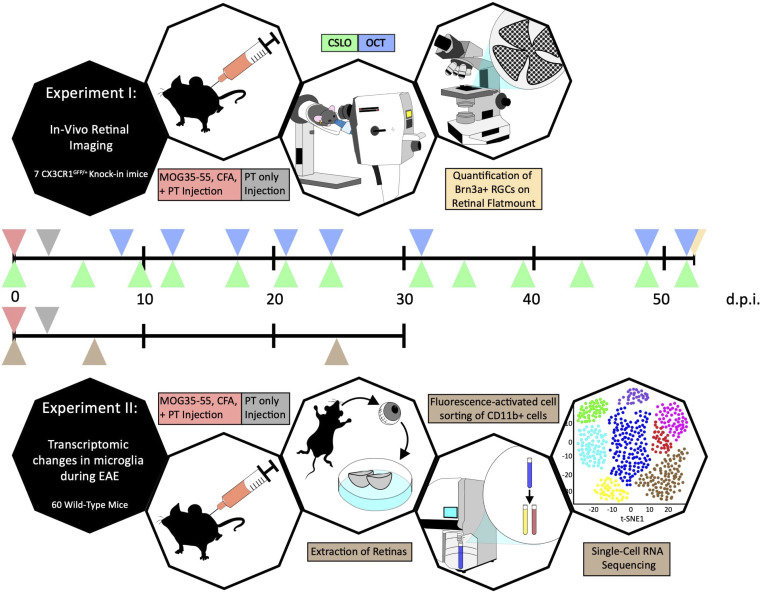 CSLO OCT
Experiment I:
In-Vivo Retinal
Imaging
7 CX3CR1GFP/+ Knock-in imice
MOG35-55, CFA,
+ PT Injection
PT only
Injection
Quantification of
Brn3a+ RGCs on
Retinal Flatmount
0 10 20 30 40 50 d.p.i.
Experiment II:
Transcriptomic
changes in microglia
during EAE
60 Wild-Type Mice
MOG35-55, CFA,
+ PT Injection
PT only
Injection
Extraction of Retinas
Fluorescence-activated cell
sorting of CD11b+ cells
10
0
-10
-20
-30
-20 -10 0 10 20
t-SNE1
Single-Cell RNA
Sequencing